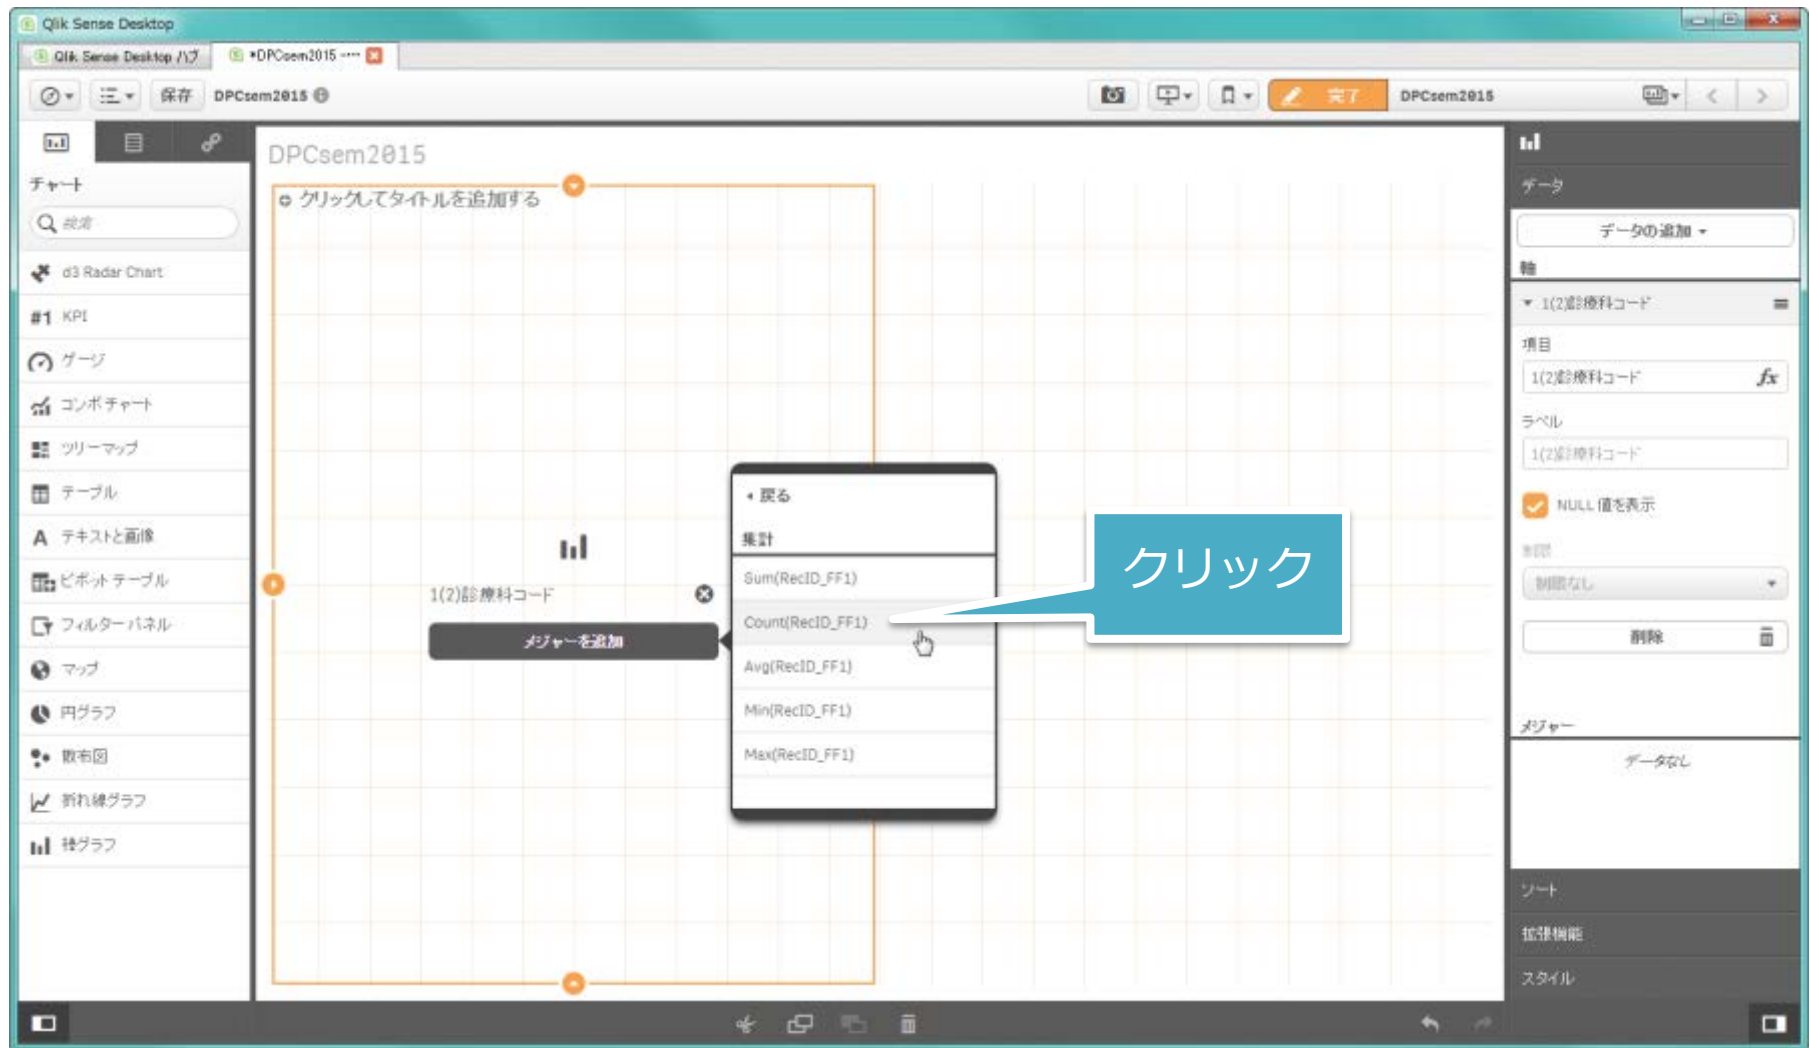 Qlik Sense Desktop
Qlik Sense Desktop ハブ
*DPCsem2015 ····
保存
DPCsem2015
完了
DPCsem2015
チャート
検索
d3 Radar Chart
#1 KPI
ゲージ
コンボチャート
ツリーマップ
テーブル
A テキストと画像
ピボットテーブル
フィルターパネル
マップ
円グラフ
散布図
折れ線グラフ
棒グラフ
DPCsem2015
クリックしてタイトルを追加する
1(2)診療科コード
メジャーを追加
戻る
集計
Sum(RecID_FF1)
Count(RecID_FF1)
Avg(RecID_FF1)
Min(RecID_FF1)
Max(RecID_FF1)
クリック
データ
データの追加
軸
1(2)診療科コード
項目
1(2)診療科コード fx
ラベル
1(2)診療科コード
NULL 値を表示
制限
制限なし
削除
メジャー
データなし
ソート
拡張機能
スタイル